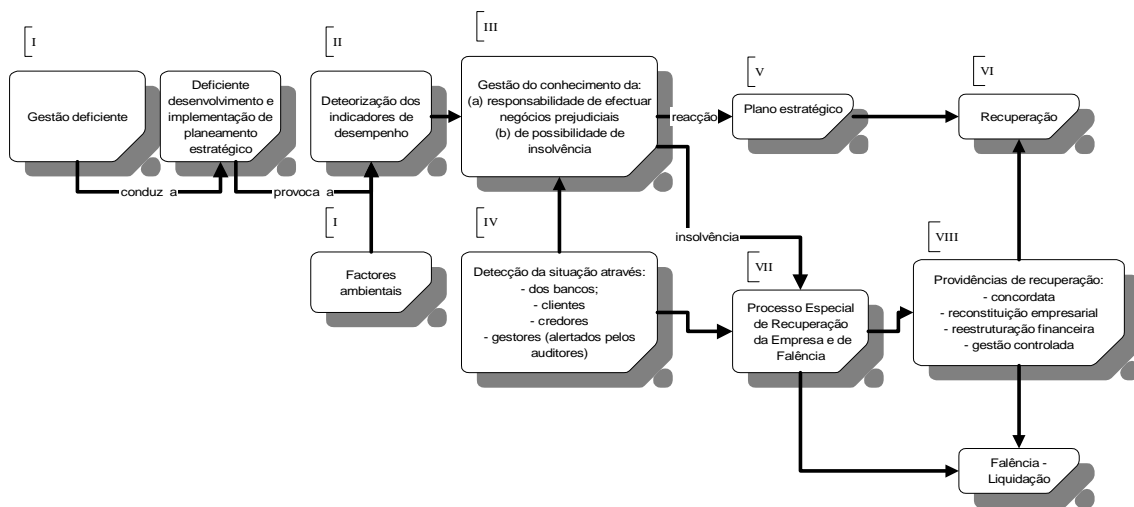 I
Gestão deficiente
Deficiente
desenvolvimento e
implementação de
planeamento
estratégico
conduz a
provoca a
II
Deteorização dos
indicadores de
desempenho
I
Factores
ambientais
III
Gestão do conhecimento da:
(a) responsabilidade de efectuar
negócios prejudiciais
(b) de possibilidade de
insolvência
reacção
insolvência
IV
Detecção da situação através:
- dos bancos;
- clientes
- credores
- gestores (alertados pelos
auditores)
V
Plano estratégico
VI
Recuperação
VII
Processo Especial
de Recuperação
da Empresa e de
Falência
VIII
Providências de recuperação:
- concordata
- reconstituição empresarial
- reestruturação financeira
- gestão controlada
Falência -
Liquidação